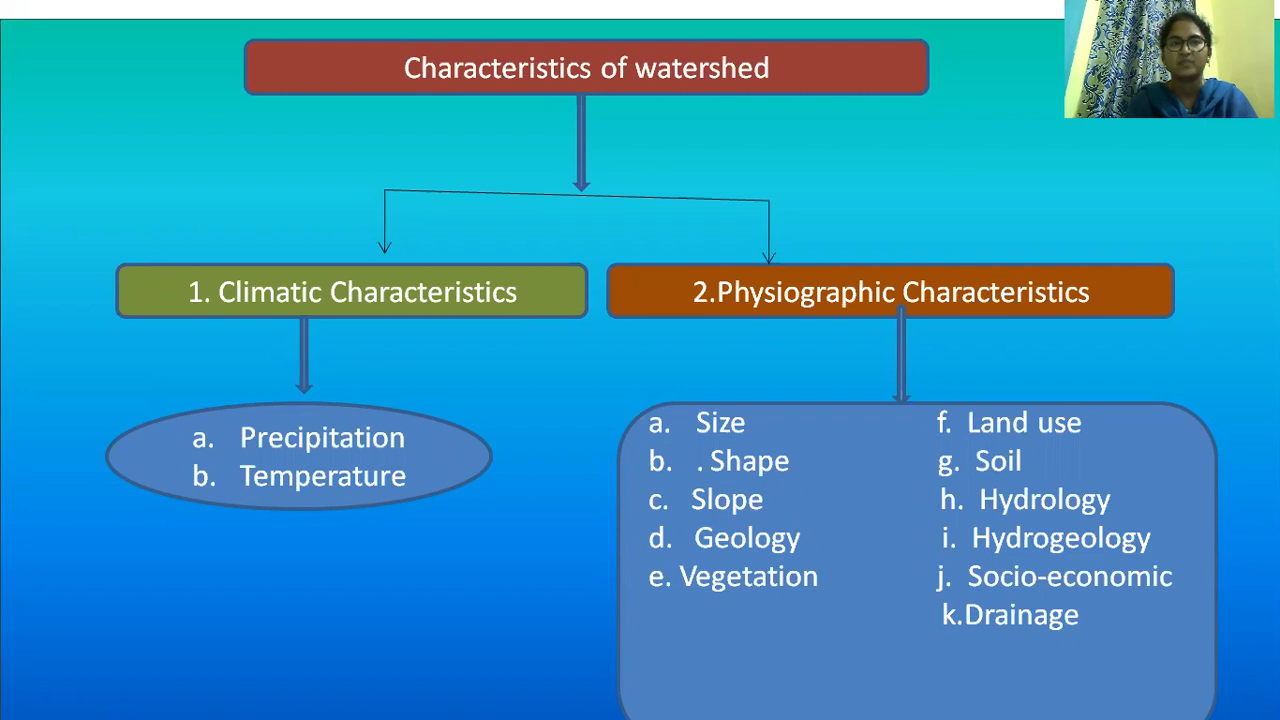 Characteristics of watershed
1. Climatic Characteristics
2.Physiographic Characteristics
a. Precipitation
b. Temperature
a. Size
b. . Shape
c. Slope
d. Geology
e. Vegetation
f. Land use
g. Soil
h. Hydrology
i. Hydrogeology
j. Socio-economic
k.Drainage